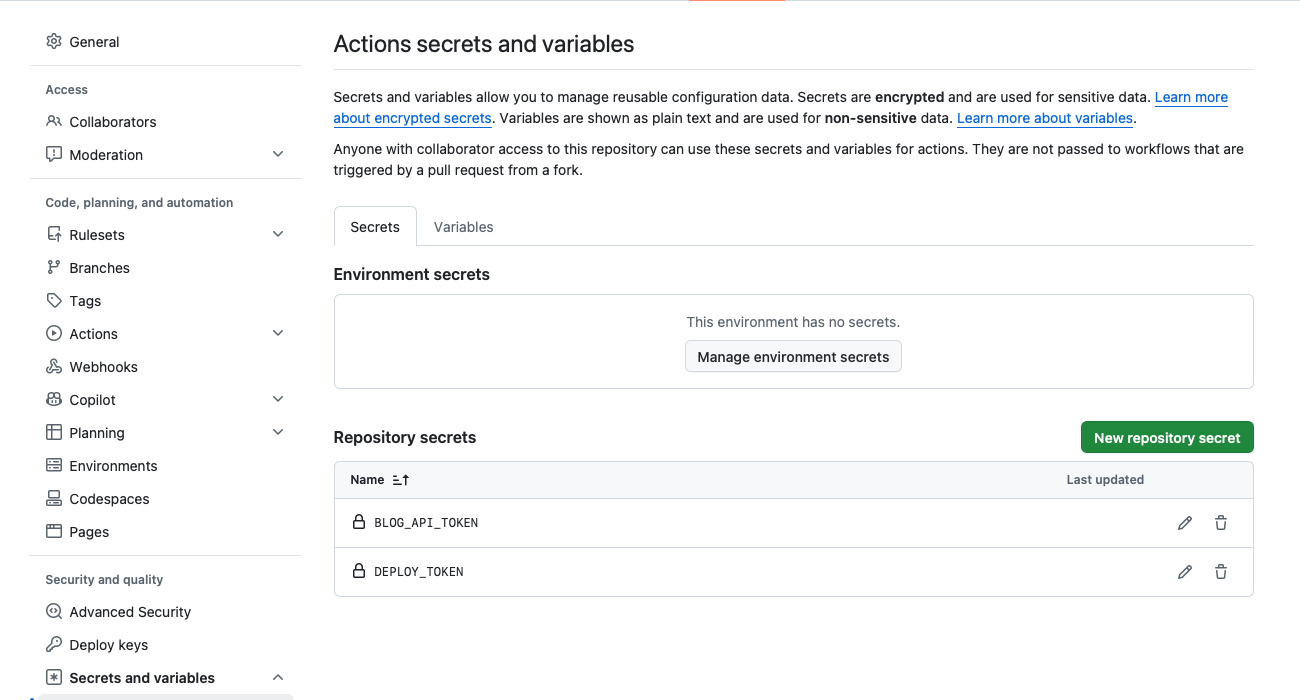 General
Access
Collaborators
Moderation
Code, planning, and automation
Rulesets
Branches
Tags
Actions
Webhooks
Copilot
Planning
Environments
Codespaces
Pages
Security and quality
Advanced Security
Deploy keys
Secrets and variables
Actions secrets and variables
Secrets and variables allow you to manage reusable configuration data. Secrets are encrypted and are used for sensitive data. Learn more
about encrypted secrets. Variables are shown as plain text and are used for non-sensitive data. Learn more about variables.
Anyone with collaborator access to this repository can use these secrets and variables for actions. They are not passed to workflows that are
triggered by a pull request from a fork.
Secrets Variables
Environment secrets
This environment has no secrets.
Manage environment secrets
Repository secrets New repository secret
Name Last updated
BLOG_API_TOKEN
DEPLOY_TOKEN